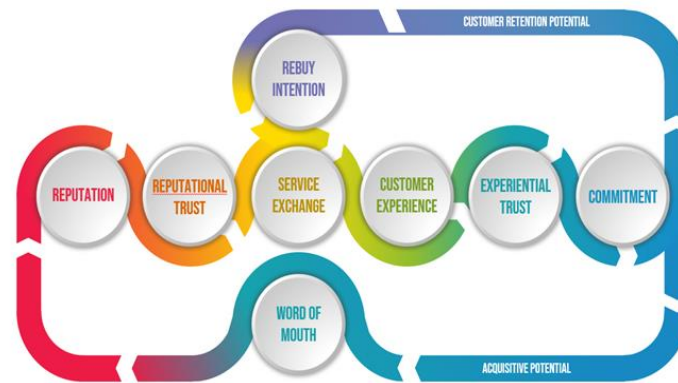 CUSTOMER RETENTION POTENTIAL
REBUY
INTENTION
REPUTATION
REPUTATIONAL
TRUST
SERVICE
EXCHANGE
CUSTOMER
EXPERIENCE
EXPERIENTIAL
TRUST
COMMITMENT
WORD OF
MOUTH
ACQUISITIVE POTENTIAL